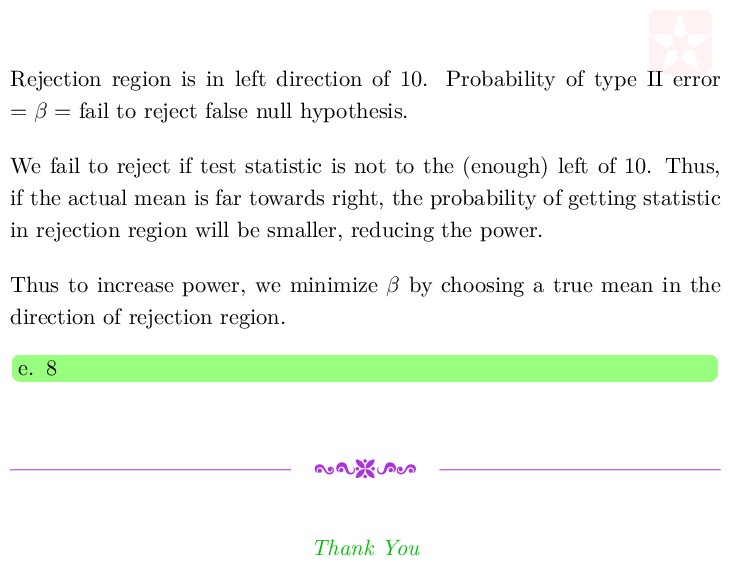 Rejection region is in left direction of 10. Probability of type II error
= β = fail to reject false null hypothesis.
We fail to reject if test statistic is not to the (enough) left of 10. Thus,
if the actual mean is far towards right, the probability of getting statistic
in rejection region will be smaller, reducing the power.
Thus to increase power, we minimize β by choosing a true mean in the
direction of rejection region.
e. 8
Thank You